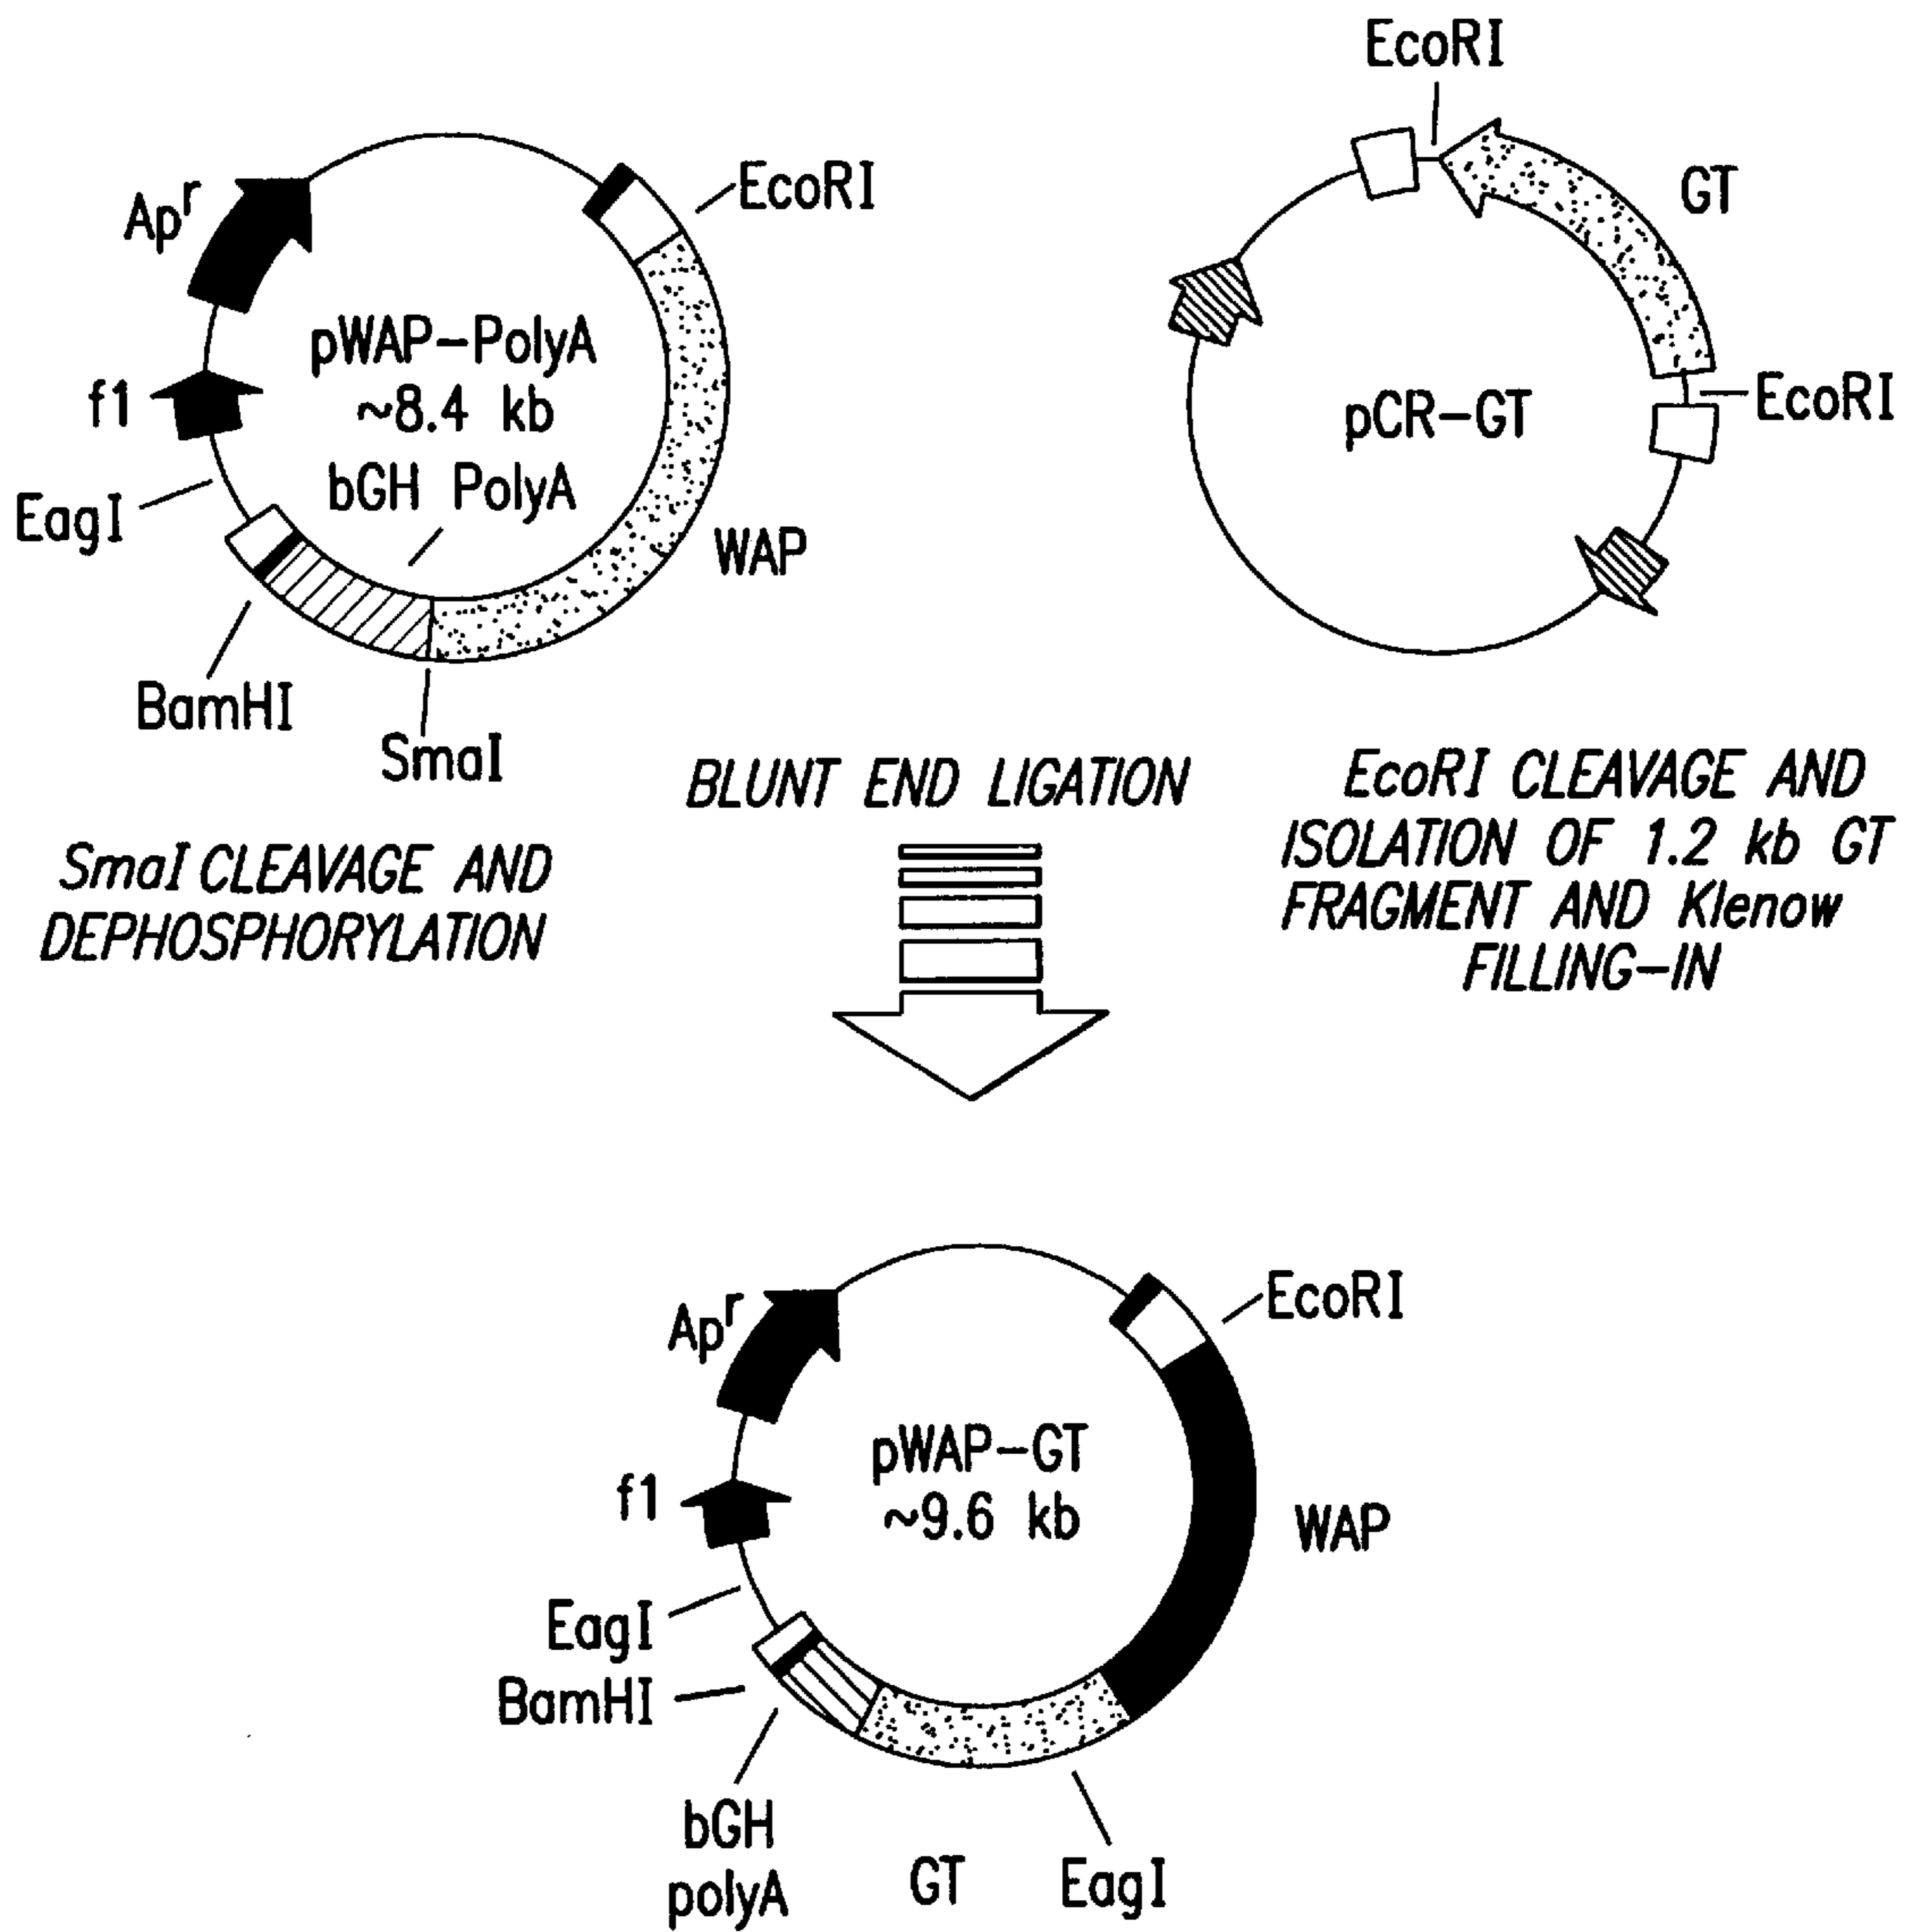 EcoRI
EcoRI
Apʳ
GT
pWAP-PolyA
~8.4 kb
f1
pCR-GT
EcoRI
bGH PolyA
EagI
WAP
BamHI
SmaI
BLUNT END LIGATION
EcoRI CLEAVAGE AND
ISOLATION OF 1.2 kb GT
FRAGMENT AND Klenow
FILLING-IN
SmaI CLEAVAGE AND
DEPHOSPHORYLATION
EcoRI
Apʳ
pWAP-GT
~9.6 kb
f1
WAP
EagI
BamHI
bGH
polyA
GT
EagI